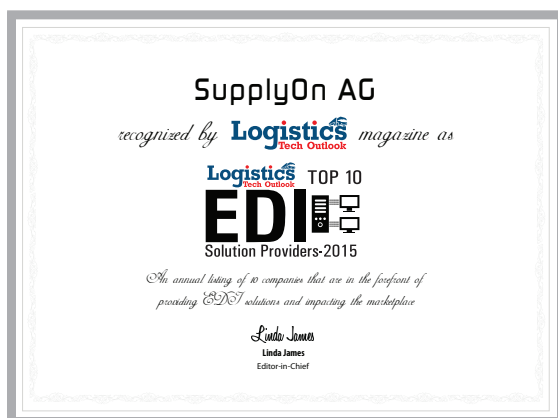 SupplyOn AG
recognized by Logistics Tech Outlook magazine as
Logistics Tech Outlook TOP 10
EDI
Solution Providers-2015
An annual listing of 10 companies that are in the forefront of
providing EDI solutions and impacting the marketplace
Linda James
Linda James
Editor-in-Chief